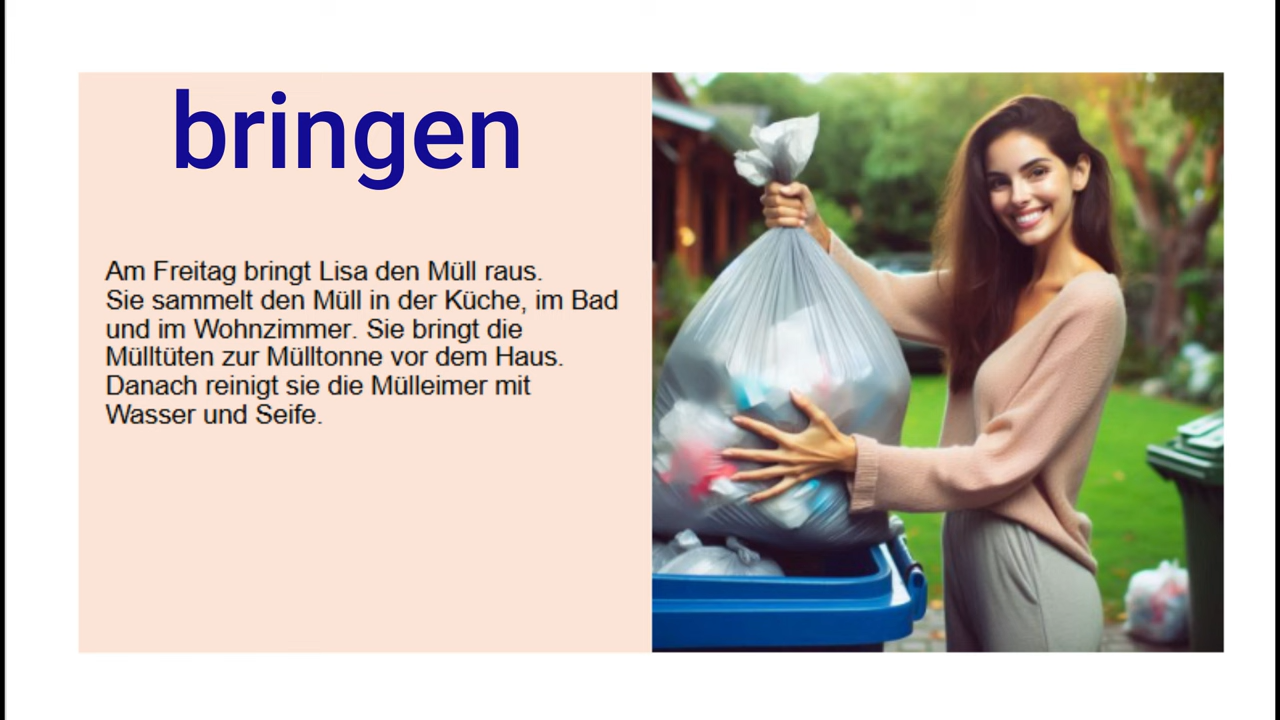 bringen
Am Freitag bringt Lisa den Müll raus.
Sie sammelt den Müll in der Küche, im Bad
und im Wohnzimmer. Sie bringt die
Mülltüten zur Mülltonne vor dem Haus.
Danach reinigt sie die Mülleimer mit
Wasser und Seife.